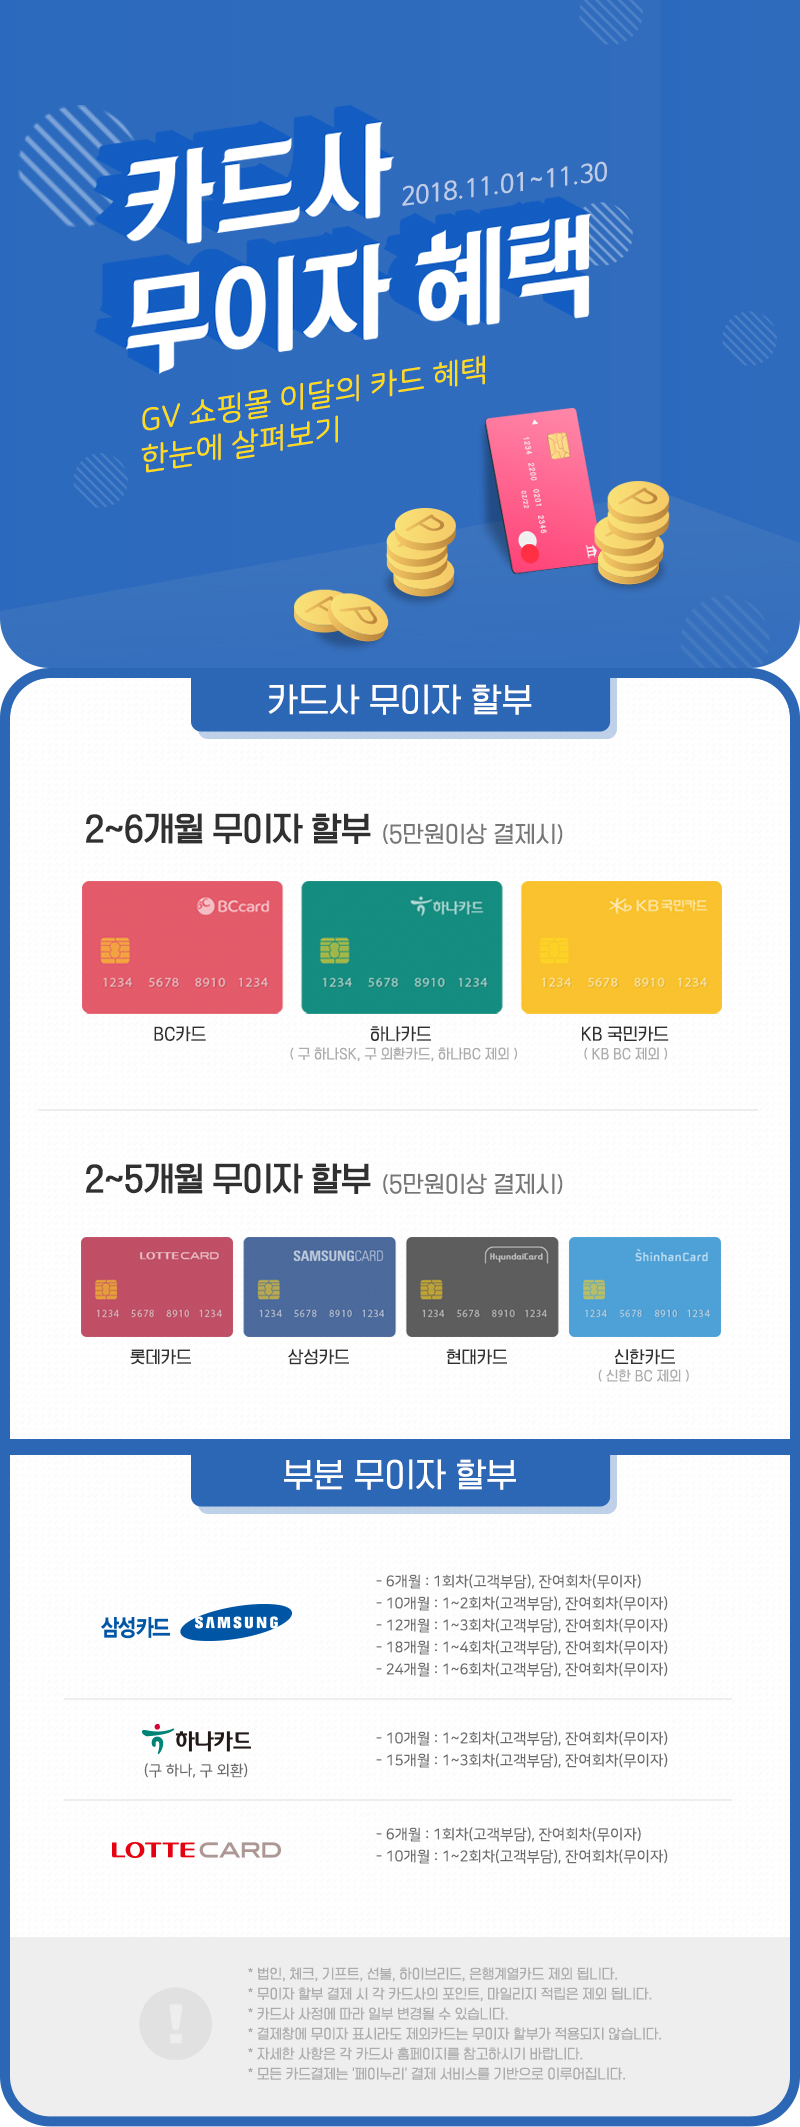 카드사
2018.11.01~11.30
무이자 혜택
GV 쇼핑몰 이달의 카드 혜택
한눈에 살펴보기
1234 2200 0201 2346
02/22
카드사 무이자 할부
2~6개월 무이자 할부 (5만원이상 결제시)
BCcard
하나카드
KB국민카드
1234 5678 8910 1234
1234 5678 8910 1234
1234 5678 8910 1234
BC카드
하나카드
KB 국민카드
( 구 하나SK, 구 외환카드, 하나BC 제외 )
( KB BC 제외 )
2~5개월 무이자 할부 (5만원이상 결제시)
LOTTECARD
SAMSUNGCARD
HyundaiCard
ShinhanCard
1234 5678 8910 1234
1234 5678 8910 1234
1234 5678 8910 1234
1234 5678 8910 1234
롯데카드
삼성카드
현대카드
신한카드
( 신한 BC 제외 )
부분 무이자 할부
삼성카드 SAMSUNG
- 6개월 : 1회차(고객부담), 잔여회차(무이자)
- 10개월 : 1~2회차(고객부담), 잔여회차(무이자)
- 12개월 : 1~3회차(고객부담), 잔여회차(무이자)
- 18개월 : 1~4회차(고객부담), 잔여회차(무이자)
- 24개월 : 1~6회차(고객부담), 잔여회차(무이자)
하나카드
(구 하나, 구 외환)
- 10개월 : 1~2회차(고객부담), 잔여회차(무이자)
- 15개월 : 1~3회차(고객부담), 잔여회차(무이자)
LOTTE CARD
- 6개월 : 1회차(고객부담), 잔여회차(무이자)
- 10개월 : 1~2회차(고객부담), 잔여회차(무이자)
* 법인, 체크, 기프트, 선불, 하이브리드, 은행계열카드 제외 됩니다.
* 무이자 할부 결제 시 각 카드사의 포인트, 마일리지 적립은 제외 됩니다.
* 카드사 사정에 따라 일부 변경될 수 있습니다.
* 결제창에 무이자 표시라도 제외카드는 무이자 할부가 적용되지 않습니다.
* 자세한 사항은 각 카드사 홈페이지를 참고하시기 바랍니다.
* 모든 카드결제는 '페이누리' 결제 서비스를 기반으로 이루어집니다.